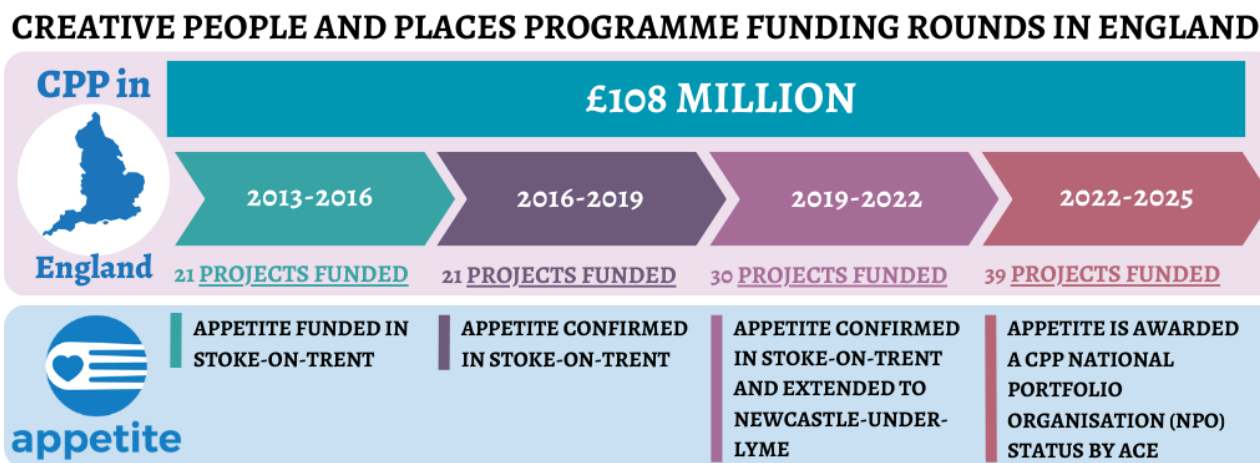 CREATIVE PEOPLE AND PLACES PROGRAMME FUNDING ROUNDS IN ENGLAND
CPP in
England
£108 MILLION
2013-2016
2016-2019
2019-2022
2022-2025
21 PROJECTS FUNDED
21 PROJECTS FUNDED
30 PROJECTS FUNDED
39 PROJECTS FUNDED
appetite
APPETITE FUNDED IN
STOKE-ON-TRENT
APPETITE CONFIRMED
IN STOKE-ON-TRENT
APPETITE CONFIRMED
IN STOKE-ON-TRENT
AND EXTENDED TO
NEWCASTLE-UNDER-
LYME
APPETITE IS AWARDED
A CPP NATIONAL
PORTFOLIO
ORGANISATION (NPO)
STATUS BY ACE